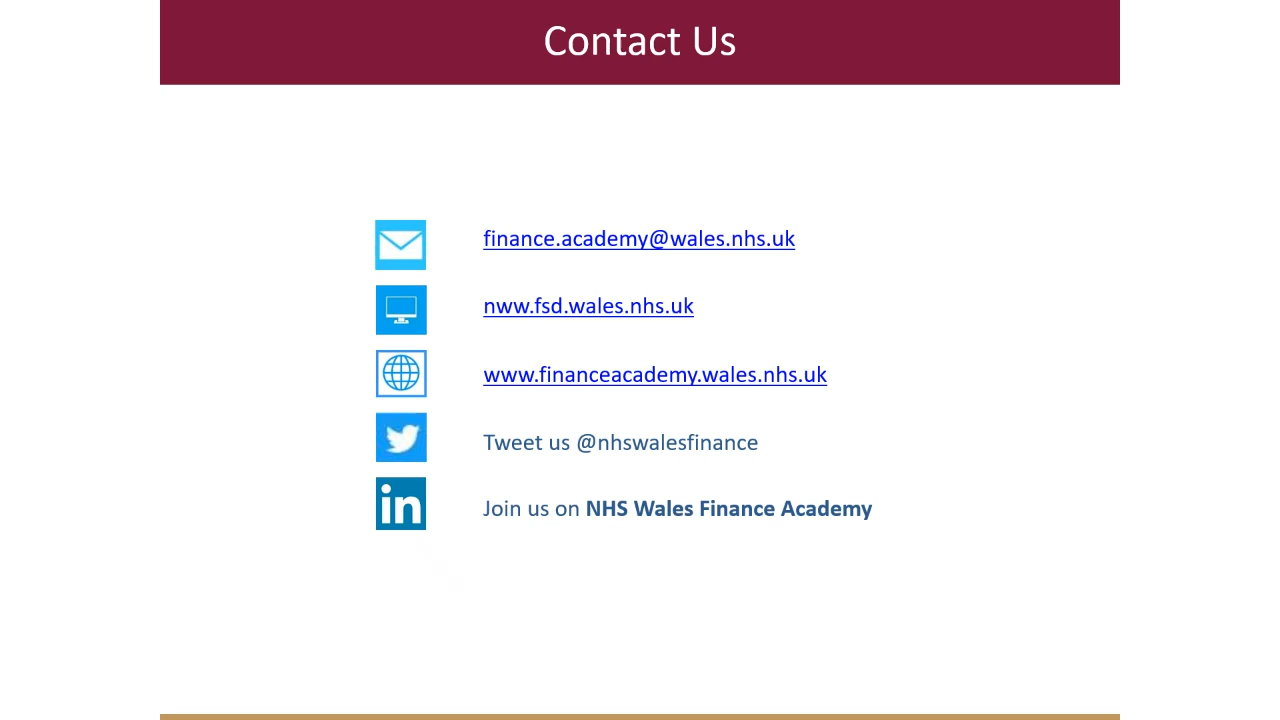 Contact Us
finance.academy@wales.nhs.uk
nww.fsd.wales.nhs.uk
www.financeacademy.wales.nhs.uk
Tweet us @nhswalesfinance
in
Join us on NHS Wales Finance Academy